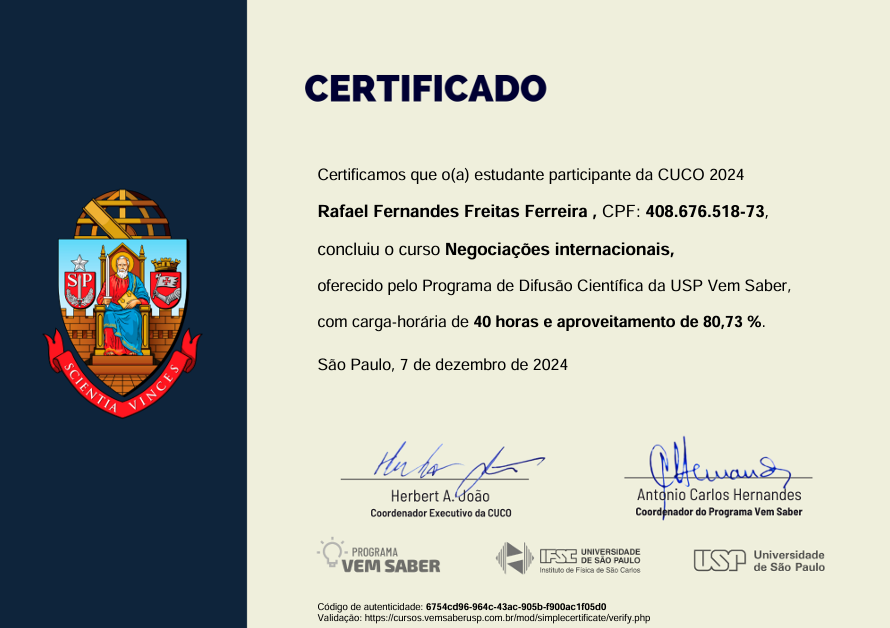 CERTIFICADO
Certificamos que o(a) estudante participante da CUCO 2024
Rafael Fernandes Freitas Ferreira , CPF: 408.676.518-73,
concluiu o curso Negociações internacionais,
oferecido pelo Programa de Difusão Científica da USP Vem Saber,
com carga-horária de 40 horas e aproveitamento de 80,73 %.
São Paulo, 7 de dezembro de 2024
SP
SCIENTIA VINCES
Herbert A. João
Coordenador Executivo da CUCO
Antonio Carlos Hernandes
Coordenador do Programa Vem Saber
PROGRAMA
VEM SABER
IFSC UNIVERSIDADE
DE SÃO PAULO
Instituto de Física de São Carlos
USP Universidade
de São Paulo
Código de autenticidade: 6754cd96-964c-43ac-905b-f900ac1f05d0
Validação: https://cursos.vemsaberusp.com.br/mod/simplecertificate/verify.php